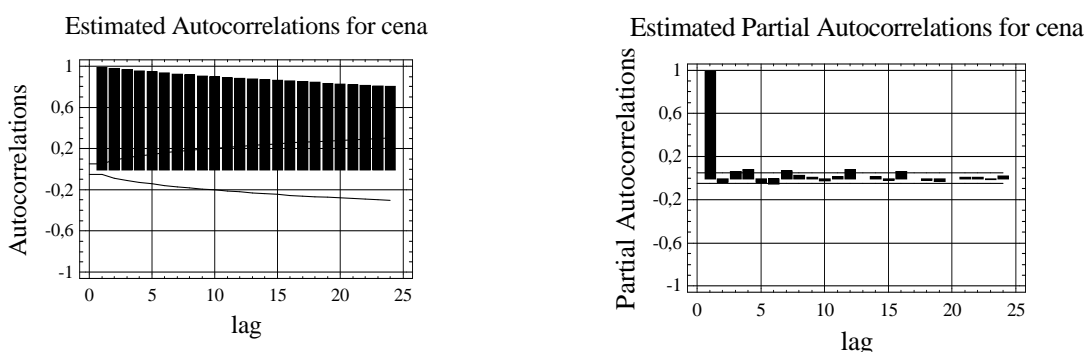 Estimated Autocorrelations for cena
Autocorrelations
1
0,6
0,2
-0,2
-0,6
-1
0 5 10 15 20 25
lag
Estimated Partial Autocorrelations for cena
Partial Autocorrelations
1
0,6
0,2
-0,2
-0,6
-1
0 5 10 15 20 25
lag